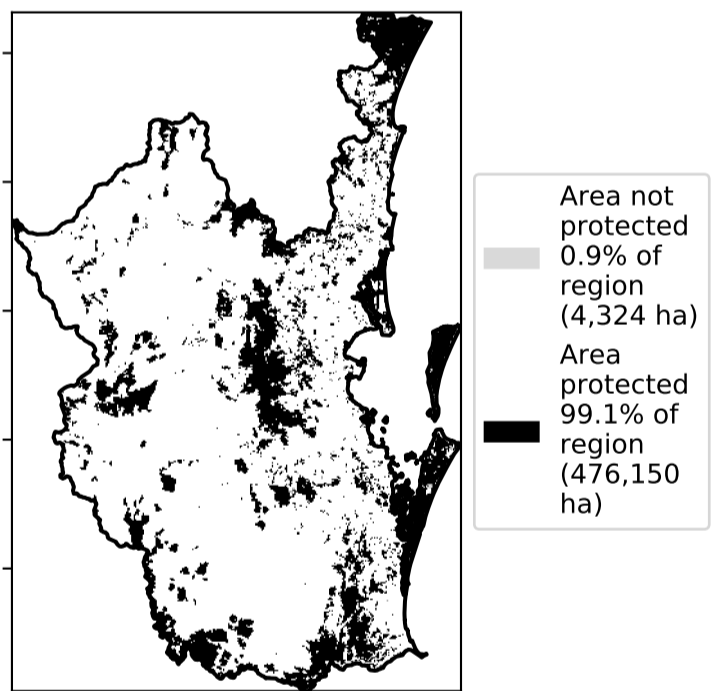 Area not
protected
0.9% of
region
(4,324 ha)
Area
protected
99.1% of
region
(476,150
ha)